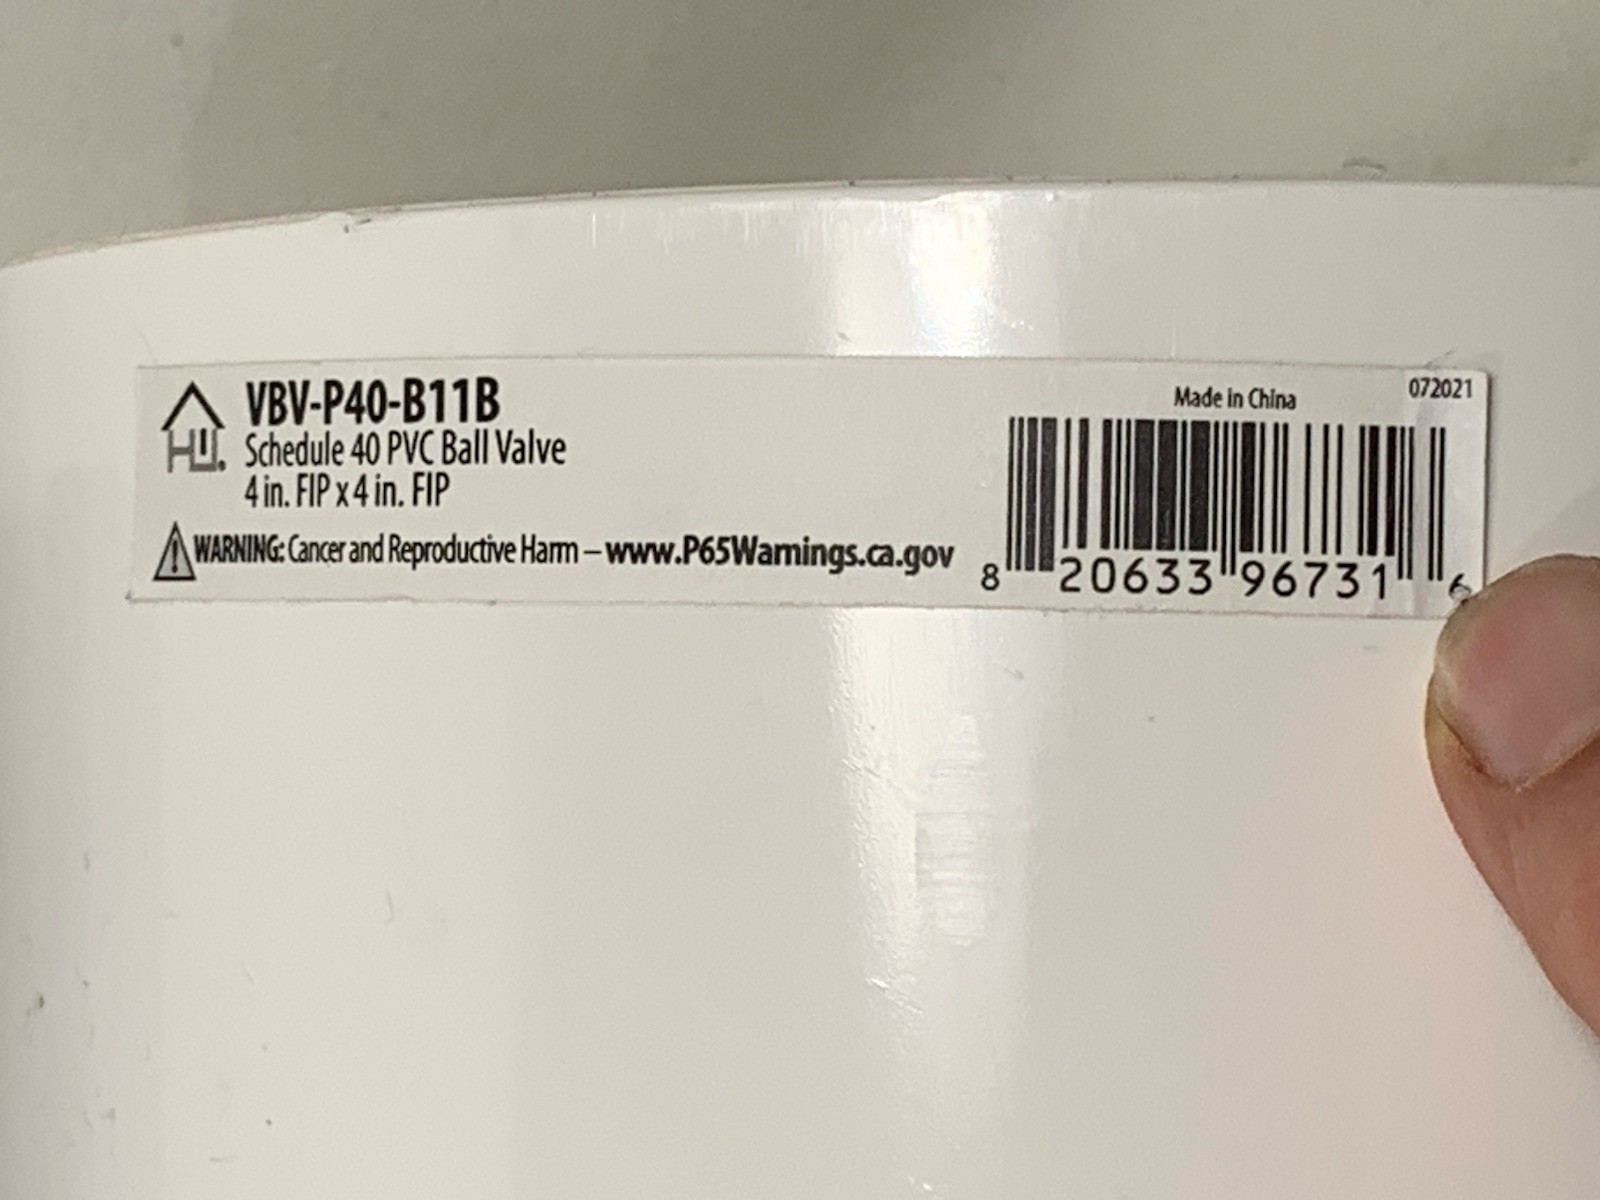 HU.
VBV-P40-B11B
Schedule 40 PVC Ball Valve
4 in. FIP x 4 in. FIP
WARNING: Cancer and Reproductive Harm – www.P65Warnings.ca.gov
Made in China
072021
8 20633 96731 6